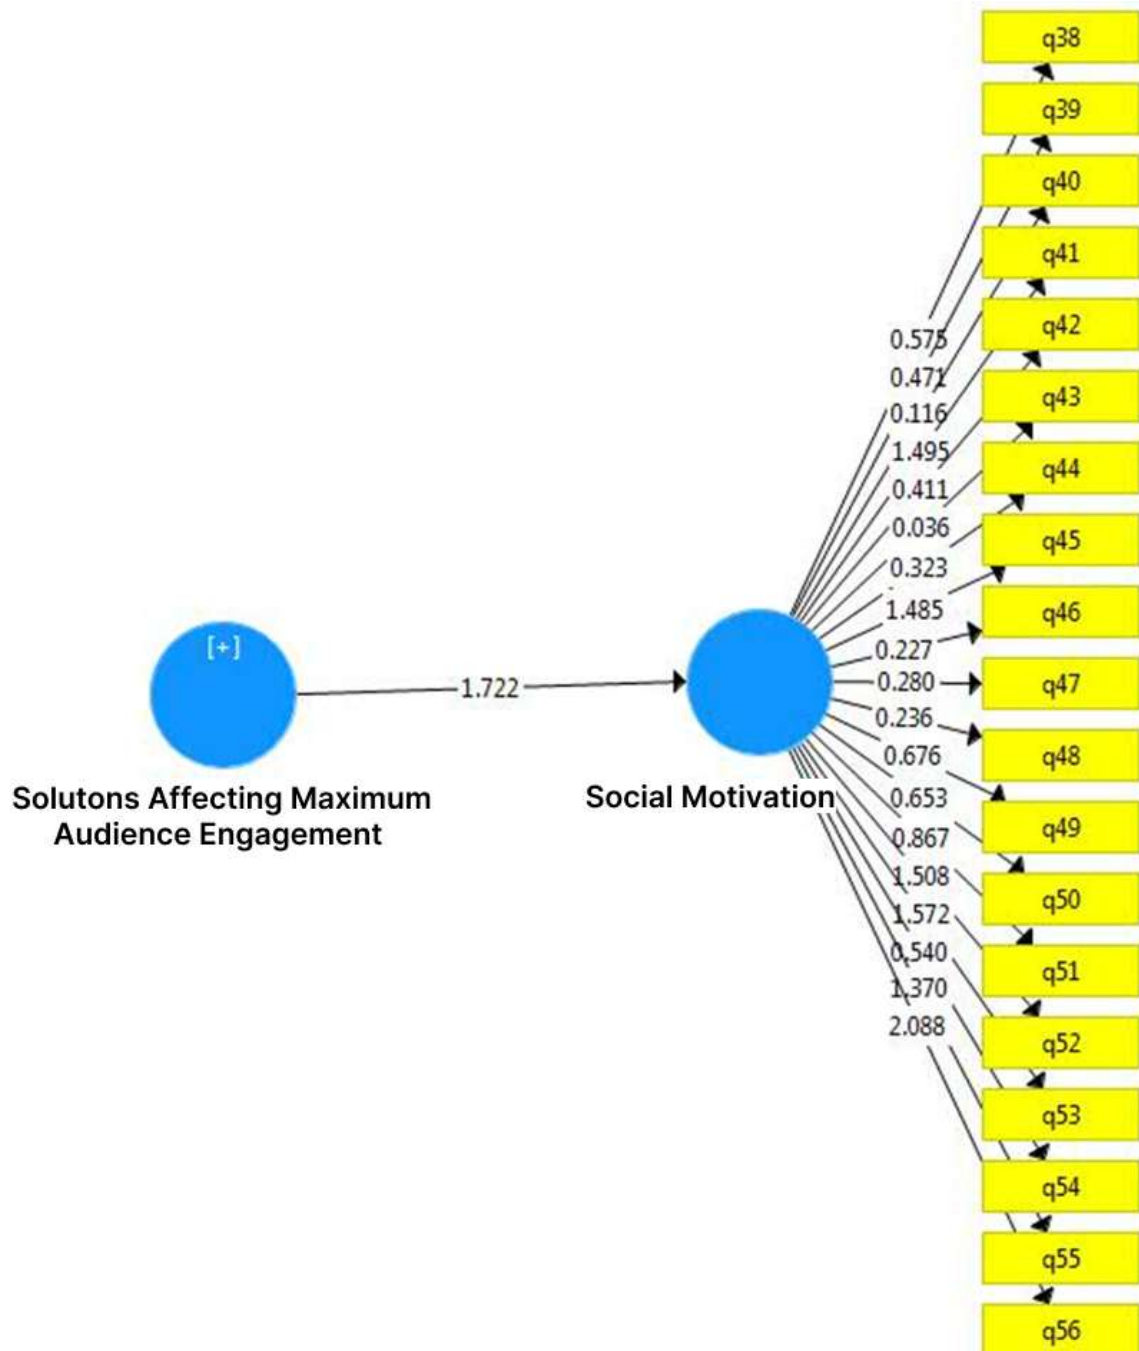 q38
q39
q40
q41
q42
q43
q44
q45
q46
q47
q48
q49
q50
q51
q52
q53
q54
q55
q56
0.575
0.471
0.116
1.495
0.411
0.036
0.323
1.485
0.227
0.280
0.236
0.676
0.653
0.867
1.508
1.572
0.540
1.370
2.088
[+]
1.722
Solutons Affecting Maximum
Audience Engagement
Social Motivation